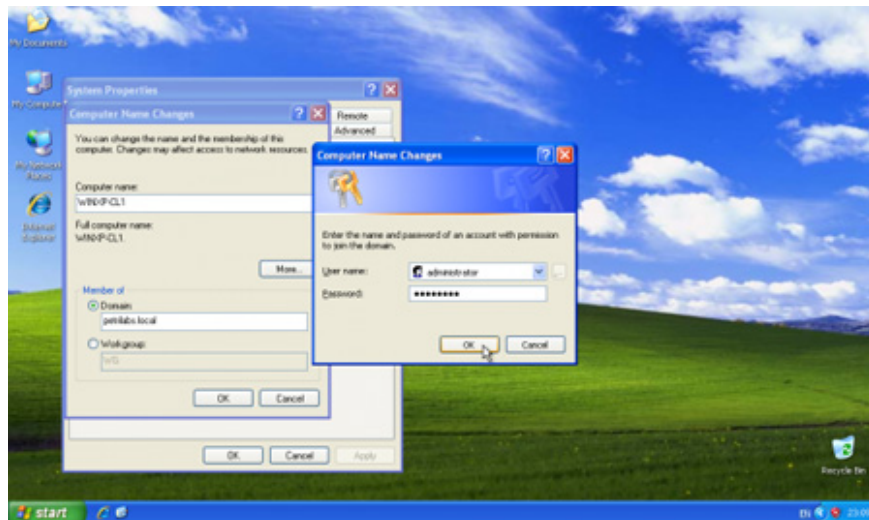 My Documents
My Computer
My Network
Places
Internet
Explorer
System Properties
Remote
Advanced
Computer Name Changes
You can change the name and the membership of this
computer. Changes may affect access to network resources.
Computer name:
WINXP-CL1
Full computer name:
WINXP-CL1.
More...
Member of
Domain:
petrilabs.local
Workgroup:
WG
OK
Cancel
OK
Cancel
Apply
Computer Name Changes
Enter the name and password of an account with permission
to join the domain.
User name:
administrator
Password:
OK
Cancel
Recycle Bin
start
EN